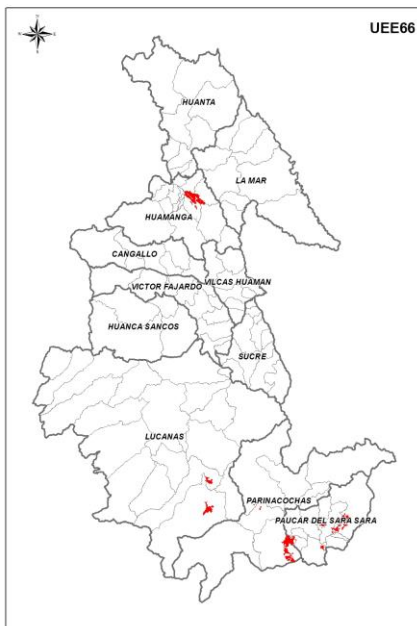 UEE66
HUANTA
LA MAR
HUAMANGA
CANGALLO
VICTOR FAJARDO
VILCAS HUAMAN
HUANCA SANCOS
SUCRE
LUCANAS
PARINACOCHAS
PAUCAR DEL SARA SARA